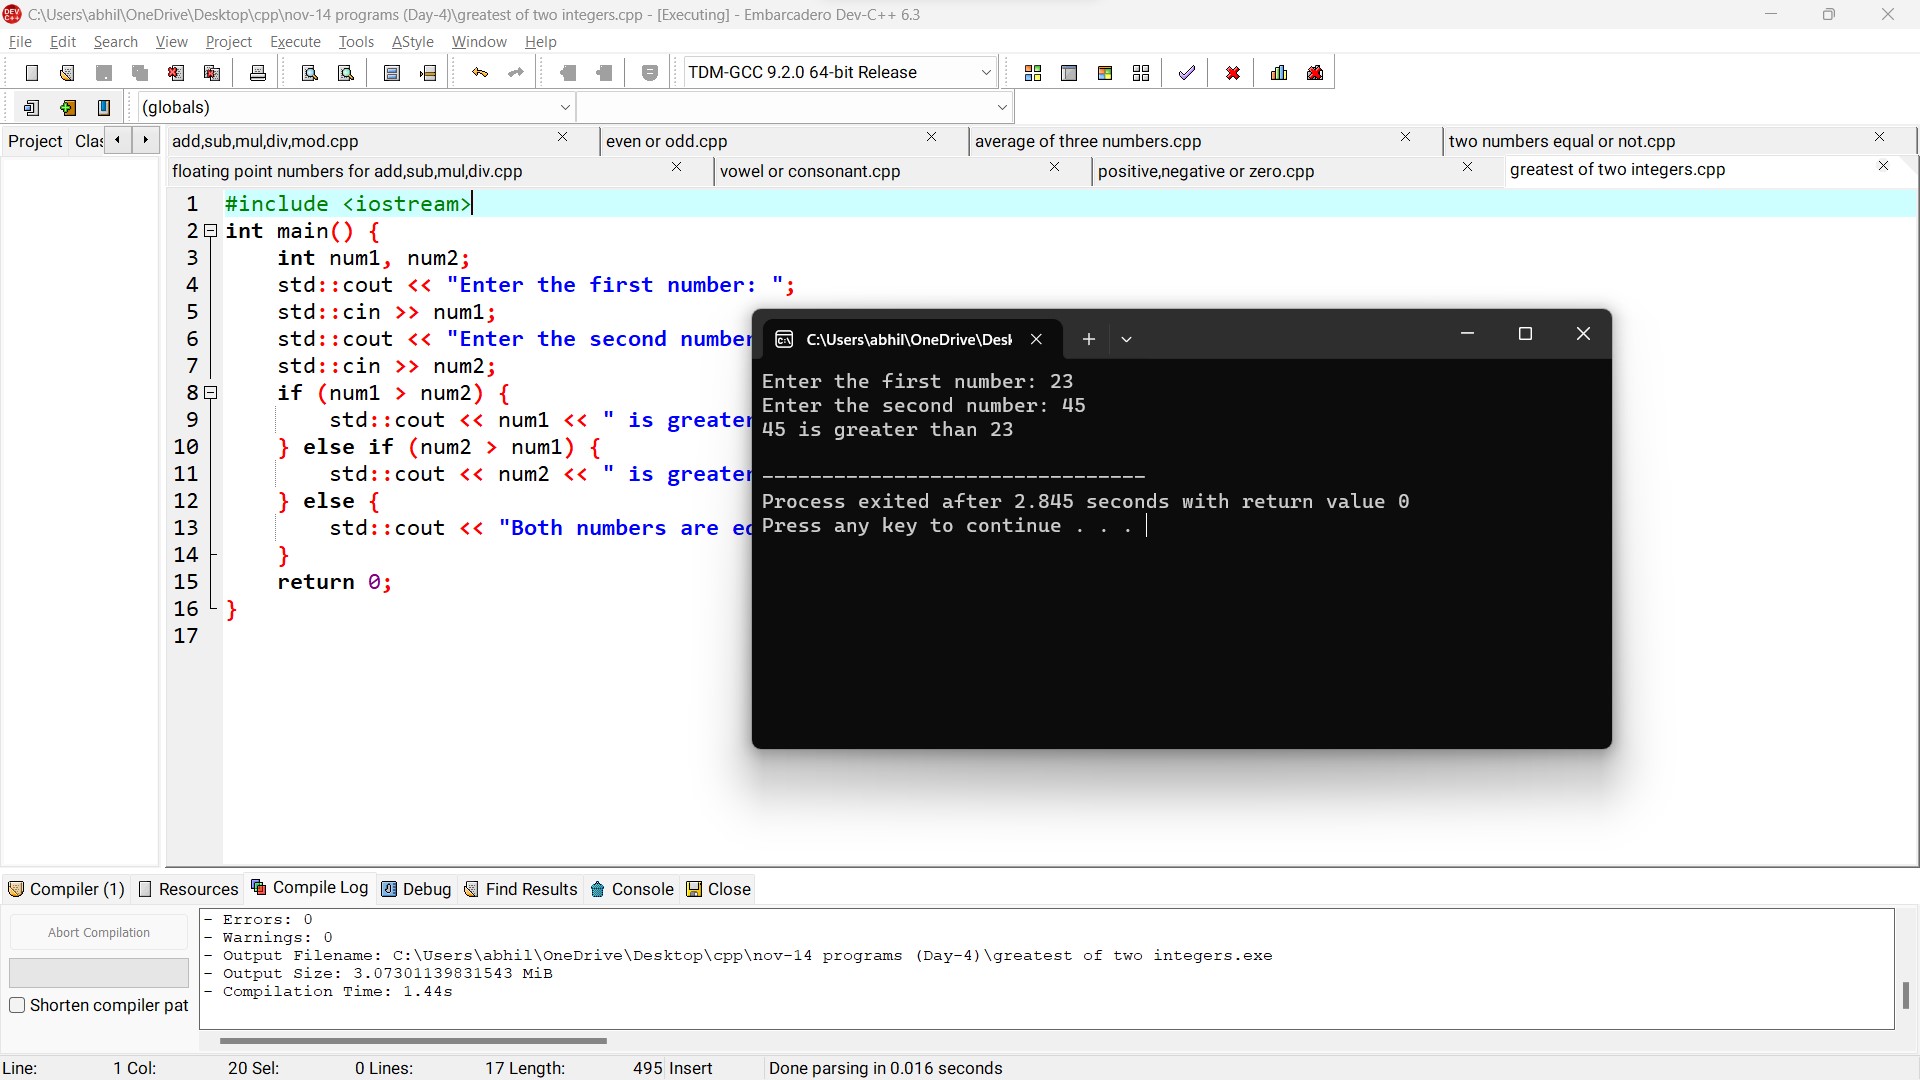 C:\Users\abhil\OneDrive\Desktop\cpp\nov-14 programs (Day-4)\greatest of two integers.cpp - [Executing] - Embarcadero Dev-C++ 6.3
File Edit Search View Project Execute Tools AStyle Window Help
TDM-GCC 9.2.0 64-bit Release
(globals)
Project Clas add,sub,mul,div,mod.cpp even or odd.cpp average of three numbers.cpp two numbers equal or not.cpp
floating point numbers for add,sub,mul,div.cpp vowel or consonant.cpp positive,negative or zero.cpp greatest of two integers.cpp
1 #include <iostream>
2 int main() {
3 int num1, num2;
4 std::cout << "Enter the first number: ";
5 std::cin >> num1;
6 std::cout << "Enter the second number
7 std::cin >> num2;
8 if (num1 > num2) {
9 std::cout << num1 << " is greater
10 } else if (num2 > num1) {
11 std::cout << num2 << " is greater
12 } else {
13 std::cout << "Both numbers are eq
14 }
15 return 0;
16 }
17
C:\Users\abhil\OneDrive\Desk
Enter the first number: 23
Enter the second number: 45
45 is greater than 23
--------------------------------
Process exited after 2.845 seconds with return value 0
Press any key to continue . . .
Compiler (1) Resources Compile Log Debug Find Results Console Close
Abort Compilation
Shorten compiler pat
- Errors: 0
- Warnings: 0
- Output Filename: C:\Users\abhil\OneDrive\Desktop\cpp\nov-14 programs (Day-4)\greatest of two integers.exe
- Output Size: 3.07301139831543 MiB
- Compilation Time: 1.44s
Line: 1 Col: 20 Sel: 0 Lines: 17 Length: 495 Insert Done parsing in 0.016 seconds